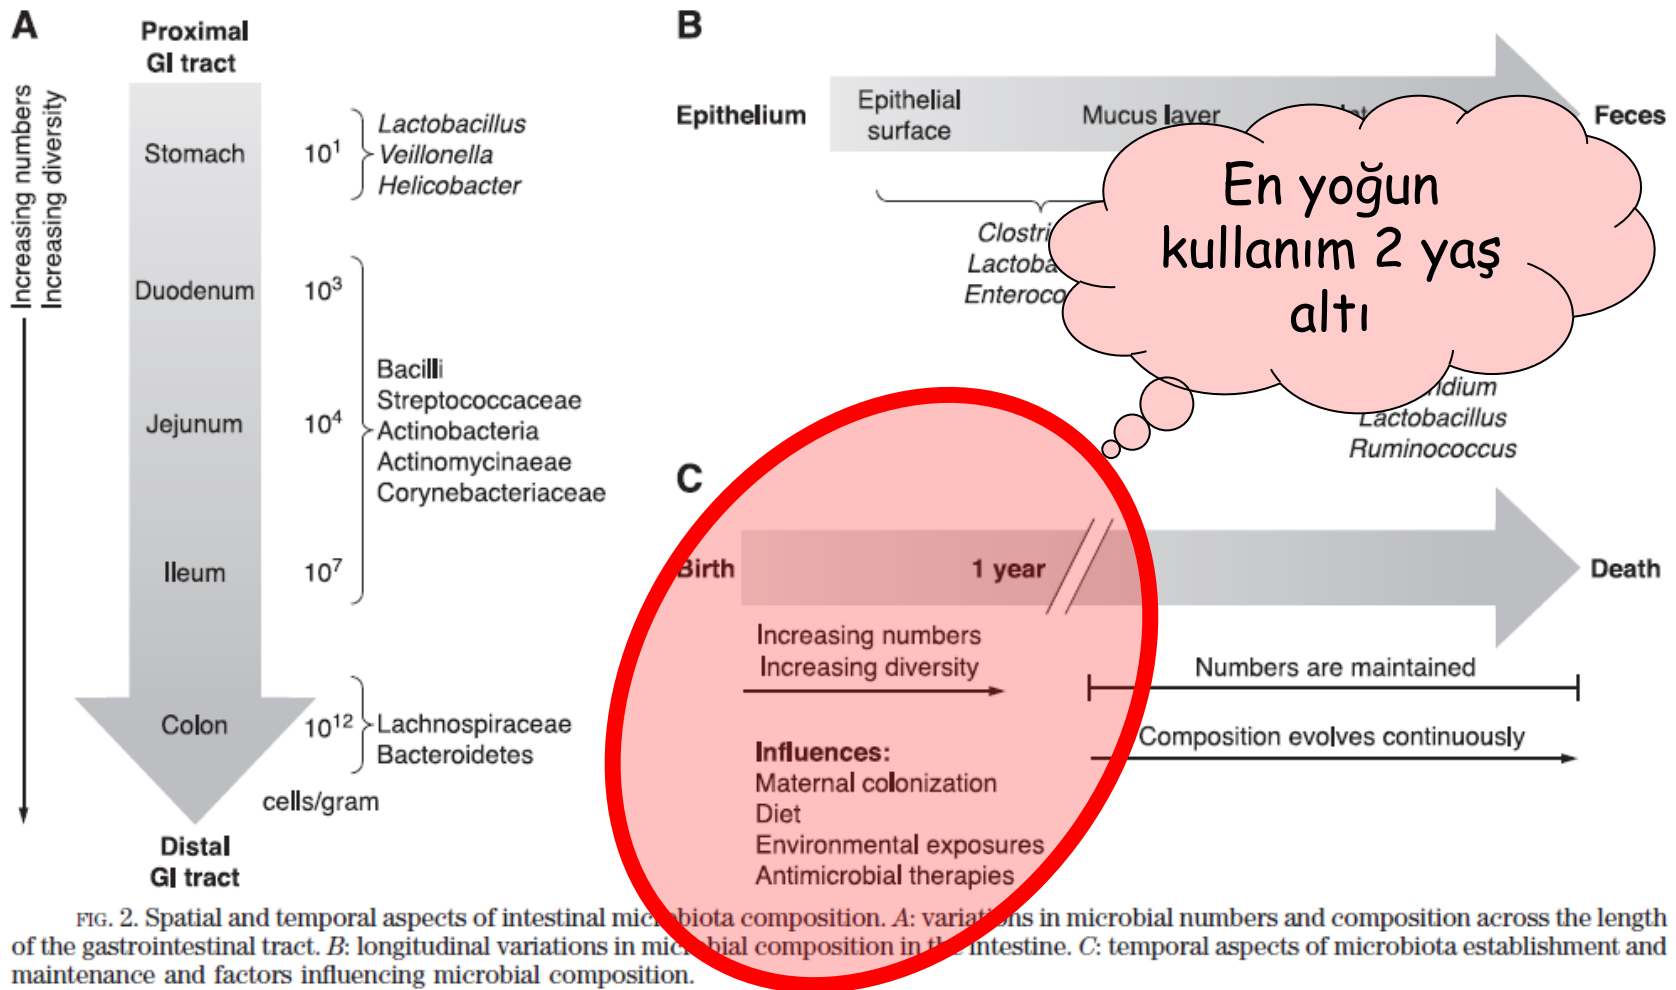 A
Proximal
GI tract
Increasing numbers
Increasing diversity
Stomach
10¹
Lactobacillus
Veillonella
Helicobacter
Duodenum
10³
Jejunum
10⁴
Bacilli
Streptococcaceae
Actinobacteria
Actinomycinaeae
Corynebacteriaceae
Ileum
10⁷
Colon
10¹²
Lachnospiraceae
Bacteroidetes
cells/gram
Distal
GI tract
B
Epithelium
Epithelial
surface
Mucus layer
Feces
En yoğun
kullanım 2 yaş
altı
Lactobacillus
Ruminococcus
C
Birth
1 year
Death
Increasing numbers
Increasing diversity
Numbers are maintained
Composition evolves continuously
Influences:
Maternal colonization
Diet
Environmental exposures
Antimicrobial therapies
FIG. 2. Spatial and temporal aspects of intestinal microbiota composition. A: variations in microbial numbers and composition across the length
of the gastrointestinal tract. B: longitudinal variations in microbial composition in the intestine. C: temporal aspects of microbiota establishment and
maintenance and factors influencing microbial composition.